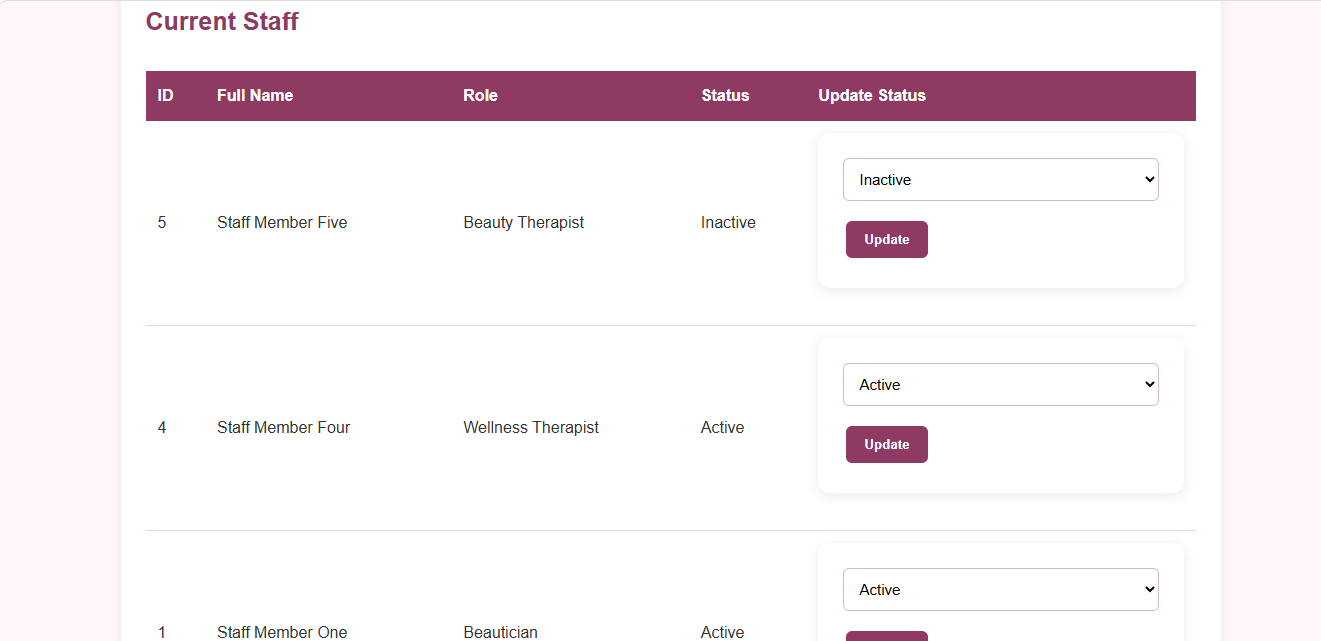 Current Staff
ID Full Name Role Status Update Status
Inactive
5 Staff Member Five Beauty Therapist Inactive
Update
Active
4 Staff Member Four Wellness Therapist Active
Update
Active
1 Staff Member One Beautician Active